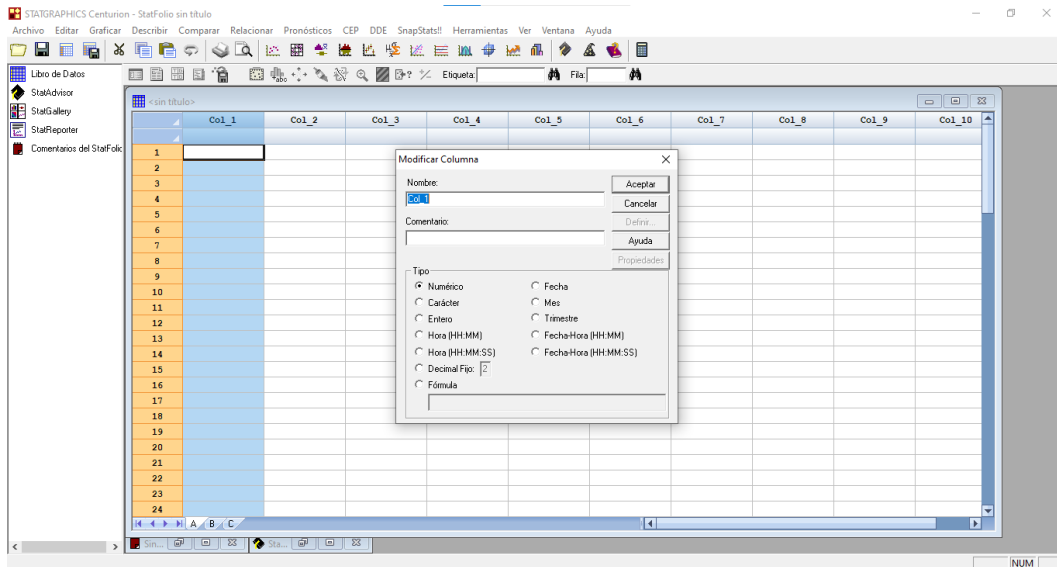 STATGRAPHICS Centurion - StatFolio sin título
Archivo Editar Graficar Describir Comparar Relacionar Pronósticos CEP DDE SnapStats!! Herramientas Ver Ventana Ayuda
Libro de Datos
StatAdvisor
StatGallery
StatReporter
Comentarios del StatFolic
Etiqueta:
Fila:
<sin título>
Col_1 Col_2 Col_3 Col_4 Col_5 Col_6 Col_7 Col_8 Col_9 Col_10
1
2
3
4
5
6
7
8
9
10
11
12
13
14
15
16
17
18
19
20
21
22
23
24
Modificar Columna
Nombre:
Col_1
Comentario:
Aceptar
Cancelar
Definir...
Ayuda
Propiedades
Tipo
Numérico
Carácter
Entero
Hora (HH:MM)
Hora (HH:MM:SS)
Decimal Fijo: 2
Fórmula
Fecha
Mes
Trimestre
Fecha-Hora (HH:MM)
Fecha-Hora (HH:MM:SS)
A B C
Sin...
Sta...
NUM